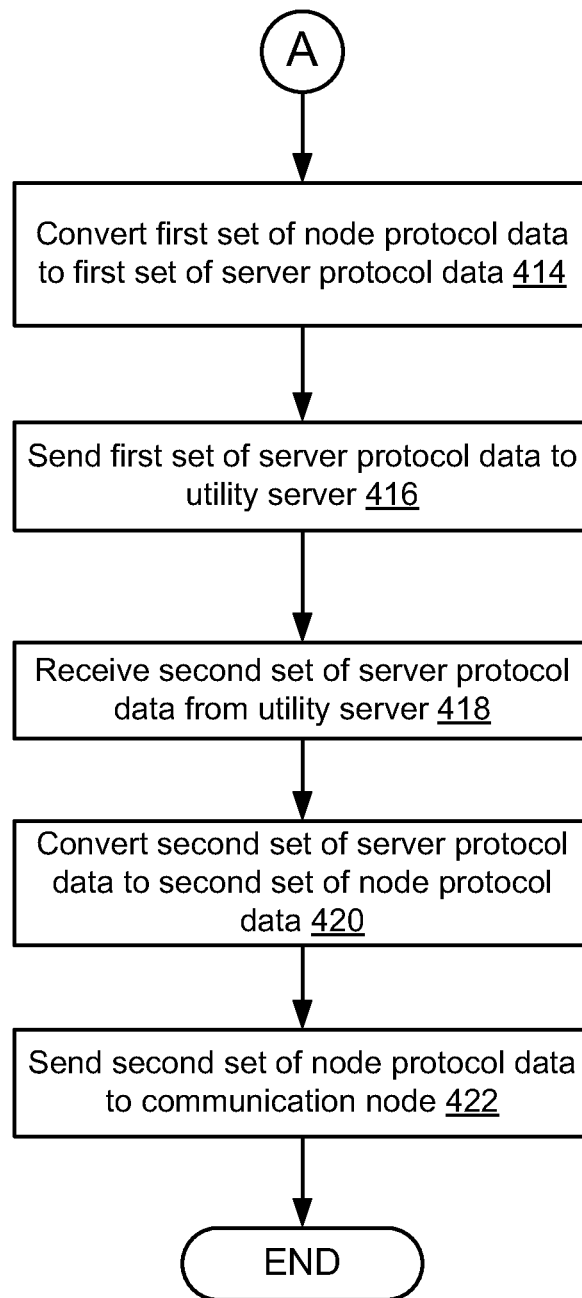 A
Convert first set of node protocol data
to first set of server protocol data 414
Send first set of server protocol data to
utility server 416
Receive second set of server protocol
data from utility server 418
Convert second set of server protocol
data to second set of node protocol
data 420
Send second set of node protocol data
to communication node 422
END